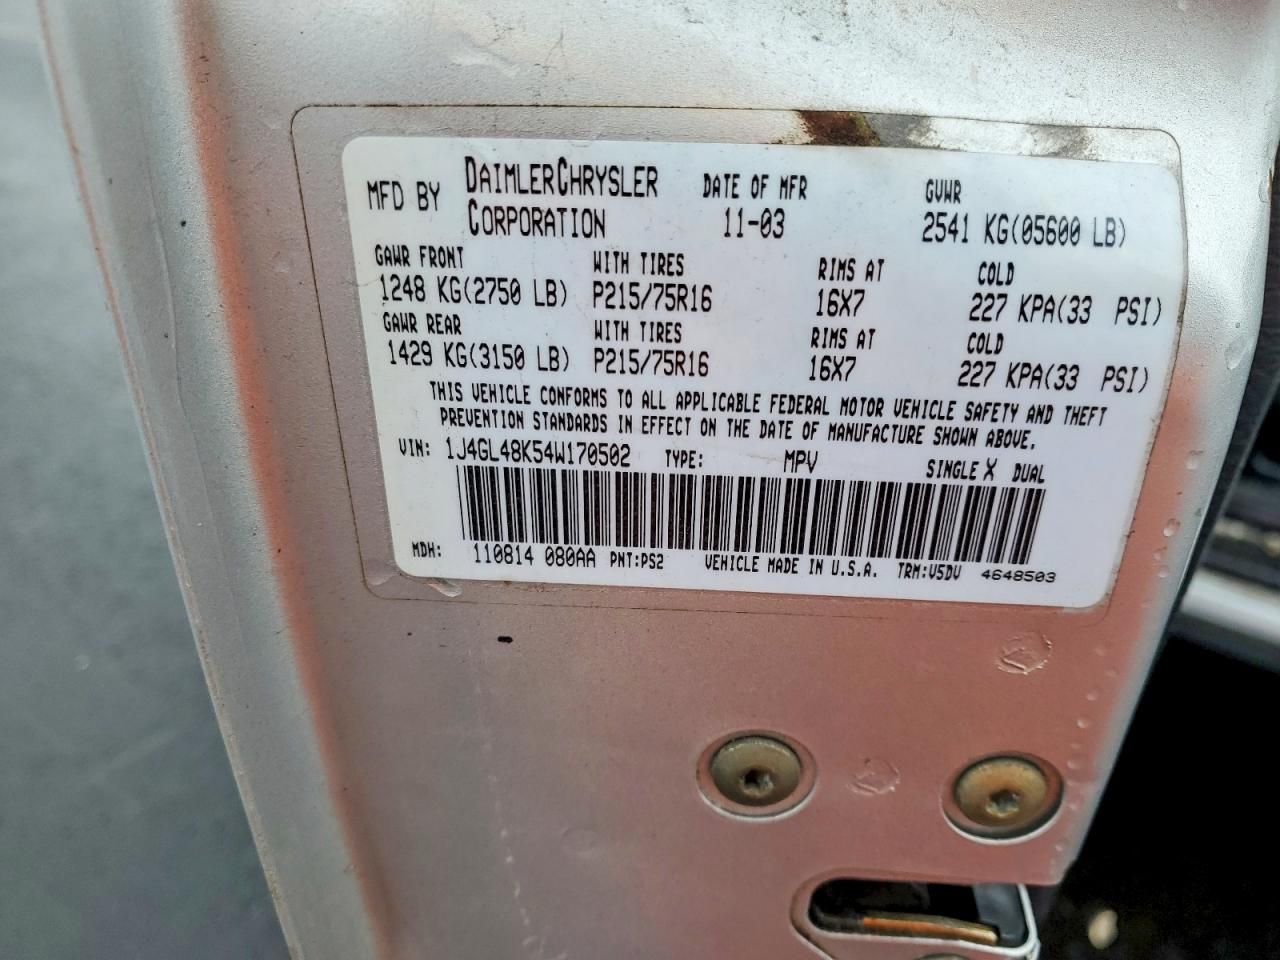 MFD BY DAIMLERCHRYSLER CORPORATION DATE OF MFR 11-03 GVWR 2541 KG(05600 LB)
GAWR FRONT WITH TIRES RIMS AT COLD
1248 KG(2750 LB) P215/75R16 16X7 227 KPA(33 PSI)
GAWR REAR WITH TIRES RIMS AT COLD
1429 KG(3150 LB) P215/75R16 16X7 227 KPA(33 PSI)
THIS VEHICLE CONFORMS TO ALL APPLICABLE FEDERAL MOTOR VEHICLE SAFETY AND THEFT
PREVENTION STANDARDS IN EFFECT ON THE DATE OF MANUFACTURE SHOWN ABOVE.
VIN: 1J4GL48K54W170502 TYPE: MPV SINGLE X DUAL
MDH: 110814 080AA PNT:PS2 VEHICLE MADE IN U.S.A. TRM:V5DV 4648503